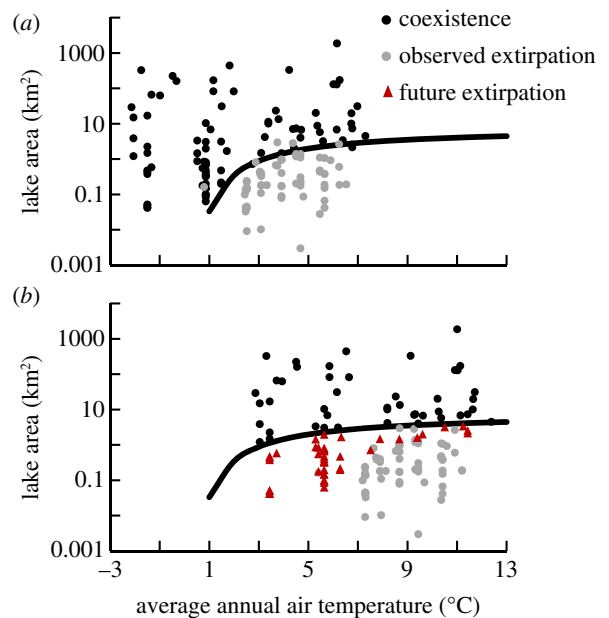 (a)
coexistence
observed extirpation
future extirpation
lake area (km²)
1000
10
0.1
0.001
(b)
lake area (km²)
1000
10
0.1
0.001
–3 1 5 9 13
average annual air temperature (°C)